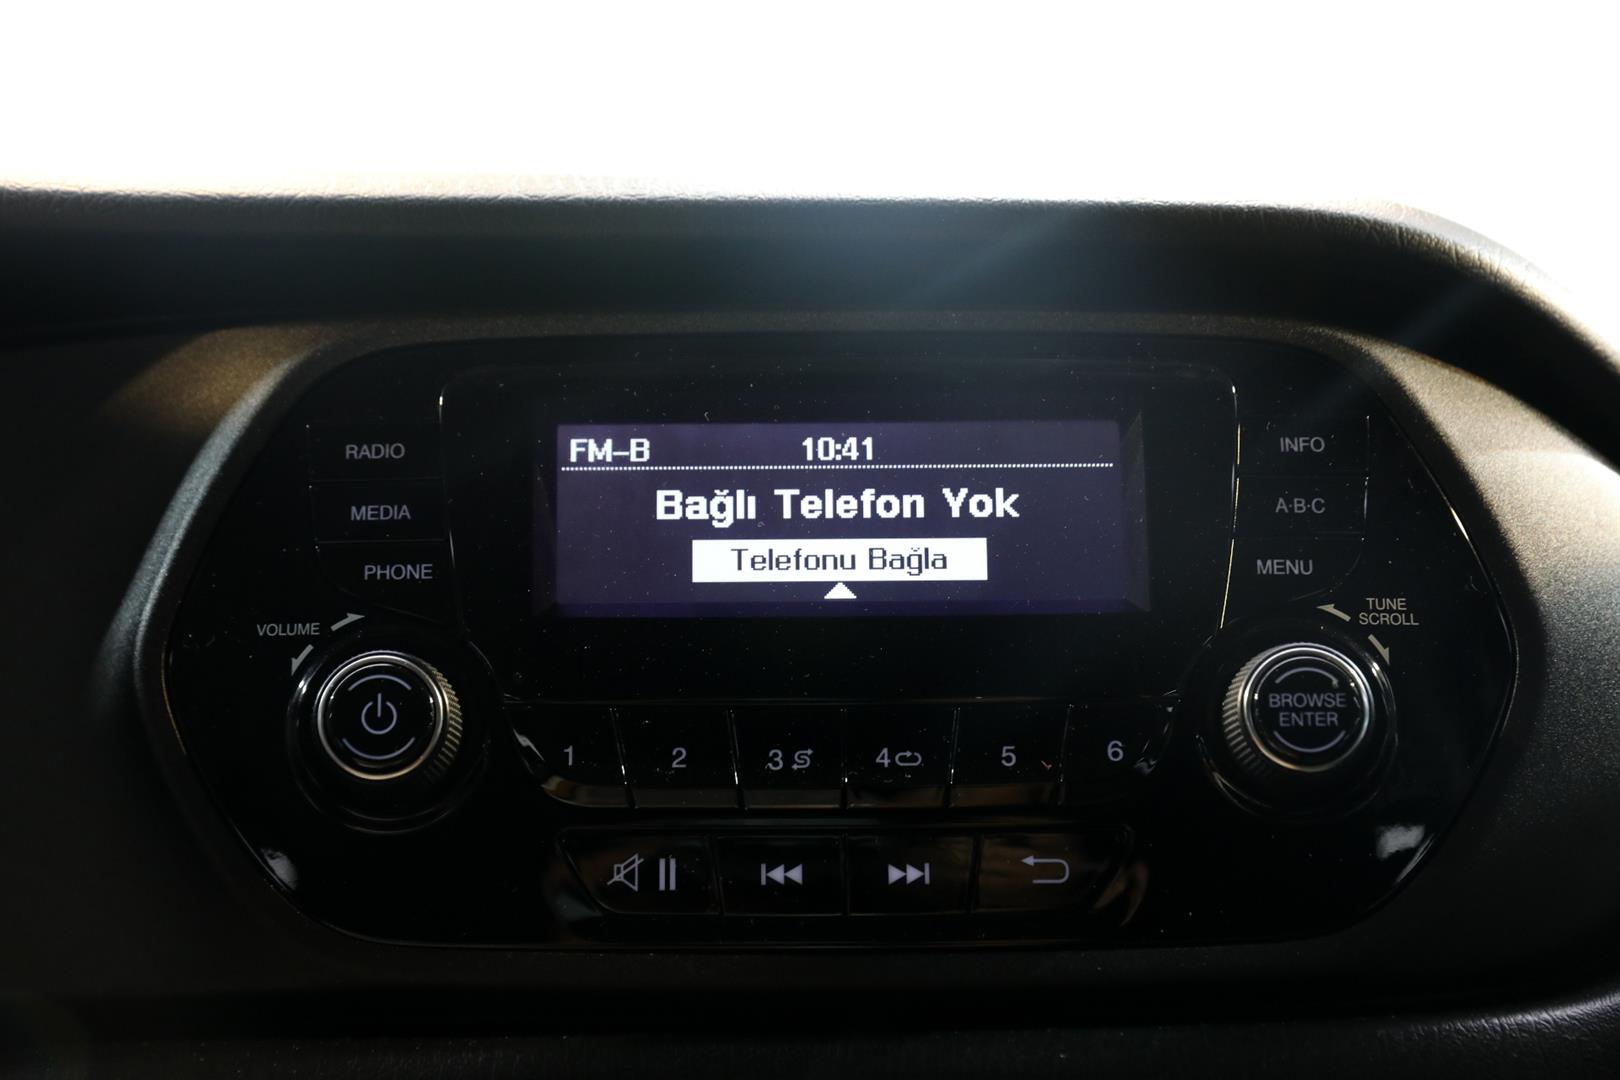 FM-B 10:41
Bağlı Telefon Yok
Telefonu Bağla
RADIO
MEDIA
PHONE
VOLUME
INFO
A·B·C
MENU
TUNE
SCROLL
BROWSE
ENTER
1 2 3 4 5 6